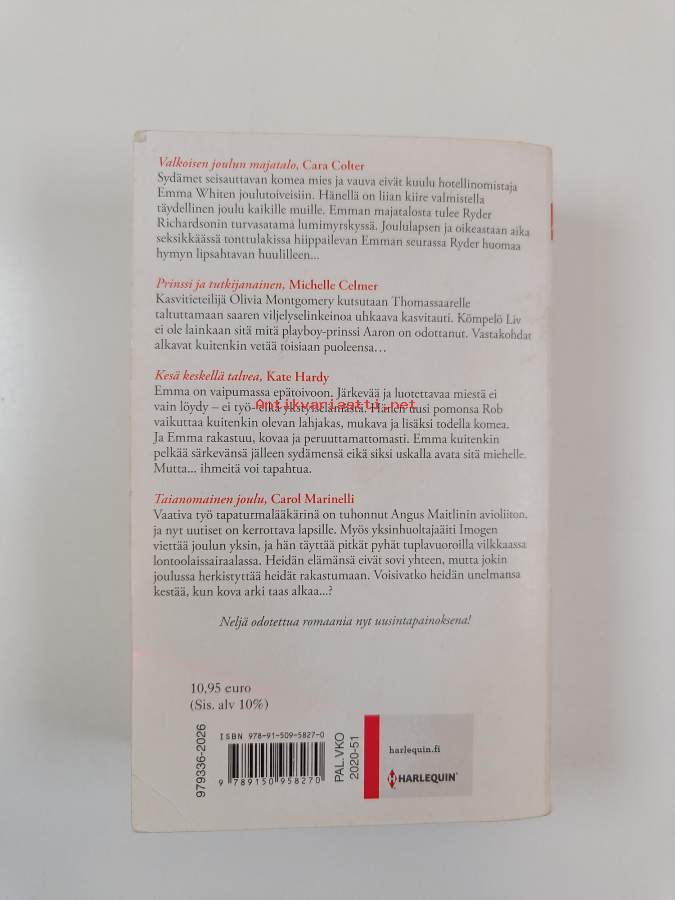 Valkoisen joulun majatalo, Cara Colter
Sydämet seisauttavan komea mies ja vauva eivät kuulu hotellinomistaja
Emma Whiten joulutoiveisiin. Hänellä on liian kiire valmistella
täydellinen joulu kaikille muille. Emman majatalosta tulee Ryder
Richardsonin turvasatama lumimyrskyssä. Joululapsen ja oikeastaan aika
seksikkäässä tonttulakissa hiippailevan Emman seurassa Ryder huomaa
hymyn lipsahtavan huulilleen...
Prinssi ja tutkijanainen, Michelle Celmer
Kasvitieteilijä Olivia Montgomery kutsutaan Thomassaarelle
taltuttamaan saaren viljelyselinkeinoa uhkaava kasvitauti. Kömpelö Liv
ei ole lainkaan sitä mitä playboy-prinssi Aaron on odottanut. Vastakohdat
alkavat kuitenkin vetää toisiaan puoleensa...
Kesä keskellä talvea, Kate Hardy
Emma on vaipumassa epätoivoon. Järkevää ja luotettavaa miestä ei
vain löydy – ei työ- eikä yksityiselämästä. Hänen uusi pomonsa Rob
Antikvariaatti.net
vaikuttaa kuitenkin olevan lahjakas, mukava ja lisäksi todella komea.
Ja Emma rakastuu, kovaa ja peruuttamattomasti. Emma kuitenkin
pelkää särkevänsä jälleen sydämensä eikä siksi uskalla avata sitä miehelle.
Mutta... ihmeitä voi tapahtua.
Taianomainen joulu, Carol Marinelli
Vaativa työ tapaturmalääkärinä on tuhonnut Angus Maitlinin avioliiton,
ja nyt uutiset on kerrottava lapsille. Myös yksinhuoltajaäiti Imogen
viettää joulun yksin, ja hän täyttää pitkät pyhät tuplavuoroilla vilkkaassa
lontoolaissairaalassa. Heidän elämänsä eivät sovi yhteen, mutta jokin
joulussa herkistyttää heidät rakastumaan. Voisivatko heidän unelmansa
kestää, kun kova arki taas alkaa...?
Neljä odotettua romaania nyt uusintapainoksena!
10,95 euro
(Sis. alv 10%)
979336-2026
ISBN 978-91-509-5827-0
9 789150 958270
PAL.VKO
2020-51
harlequin.fi
HARLEQUIN